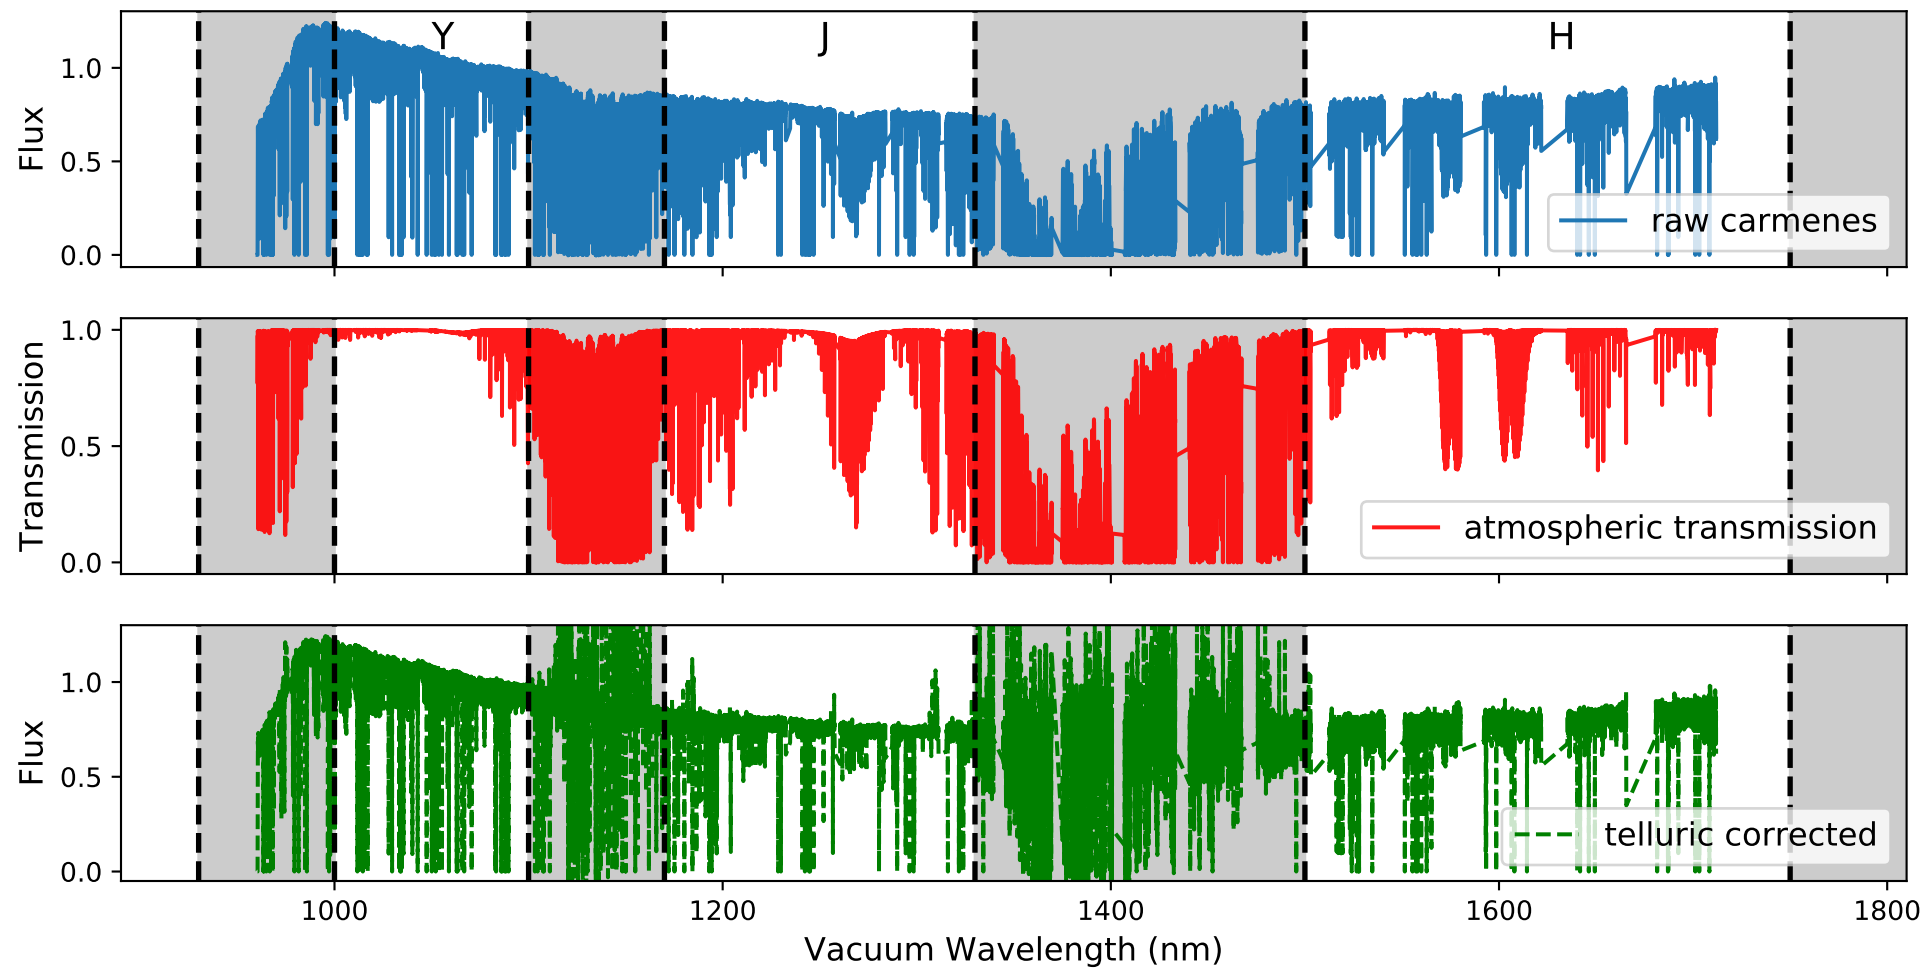 Y J H
Flux
1.0
0.5
0.0
raw carmenes
Transmission
1.0
0.5
0.0
atmospheric transmission
Flux
1.0
0.5
0.0
telluric corrected
1000 1200 1400 1600 1800
Vacuum Wavelength (nm)